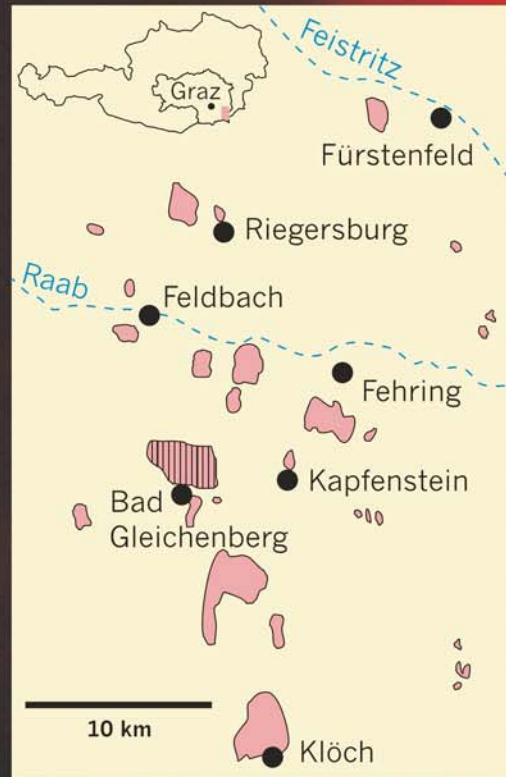 Graz
Feistritz
Fürstenfeld
Riegersburg
Raab
Feldbach
Fehring
Kapfenstein
Bad
Gleichenberg
10 km
Klöch